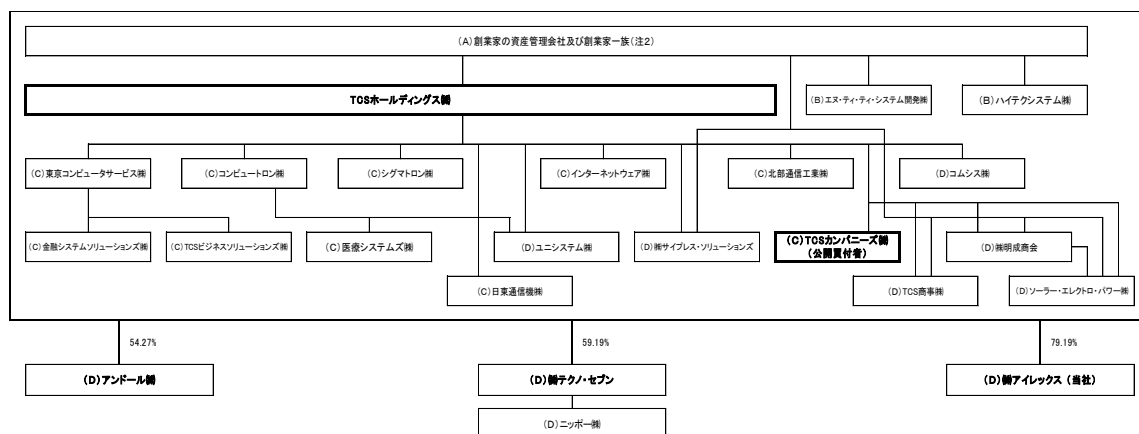 (A)創業家の資産管理会社及び創業家一族(注2)
TCSホールディングス㈱
(B)エヌ・ティ・ティ・システム開発㈱
(B)ハイテクシステム㈱
(C)東京コンピュータサービス㈱
(C)コンピュートロン㈱
(C)シグマトロン㈱
(C)インターネットウェア㈱
(C)北部通信工業㈱
(D)コムシス㈱
(C)金融システムソリューションズ㈱
(C)TCSビジネスソリューションズ㈱
(C)医療システムズ㈱
(D)ユニシステム㈱
(D)㈱サイプレス・ソリューションズ
(C)TCSカンパニーズ㈱
(公開買付者)
(D)㈱明成商会
(C)日東通信機㈱
(D)TCS商事㈱
(D)ソーラー・エレクトロ・パワー㈱
54.27%
59.19%
79.19%
(D)アンドール㈱
(D)㈱テクノ・セブン
(D)㈱アイレックス (当社)
(D)ニッポー㈱